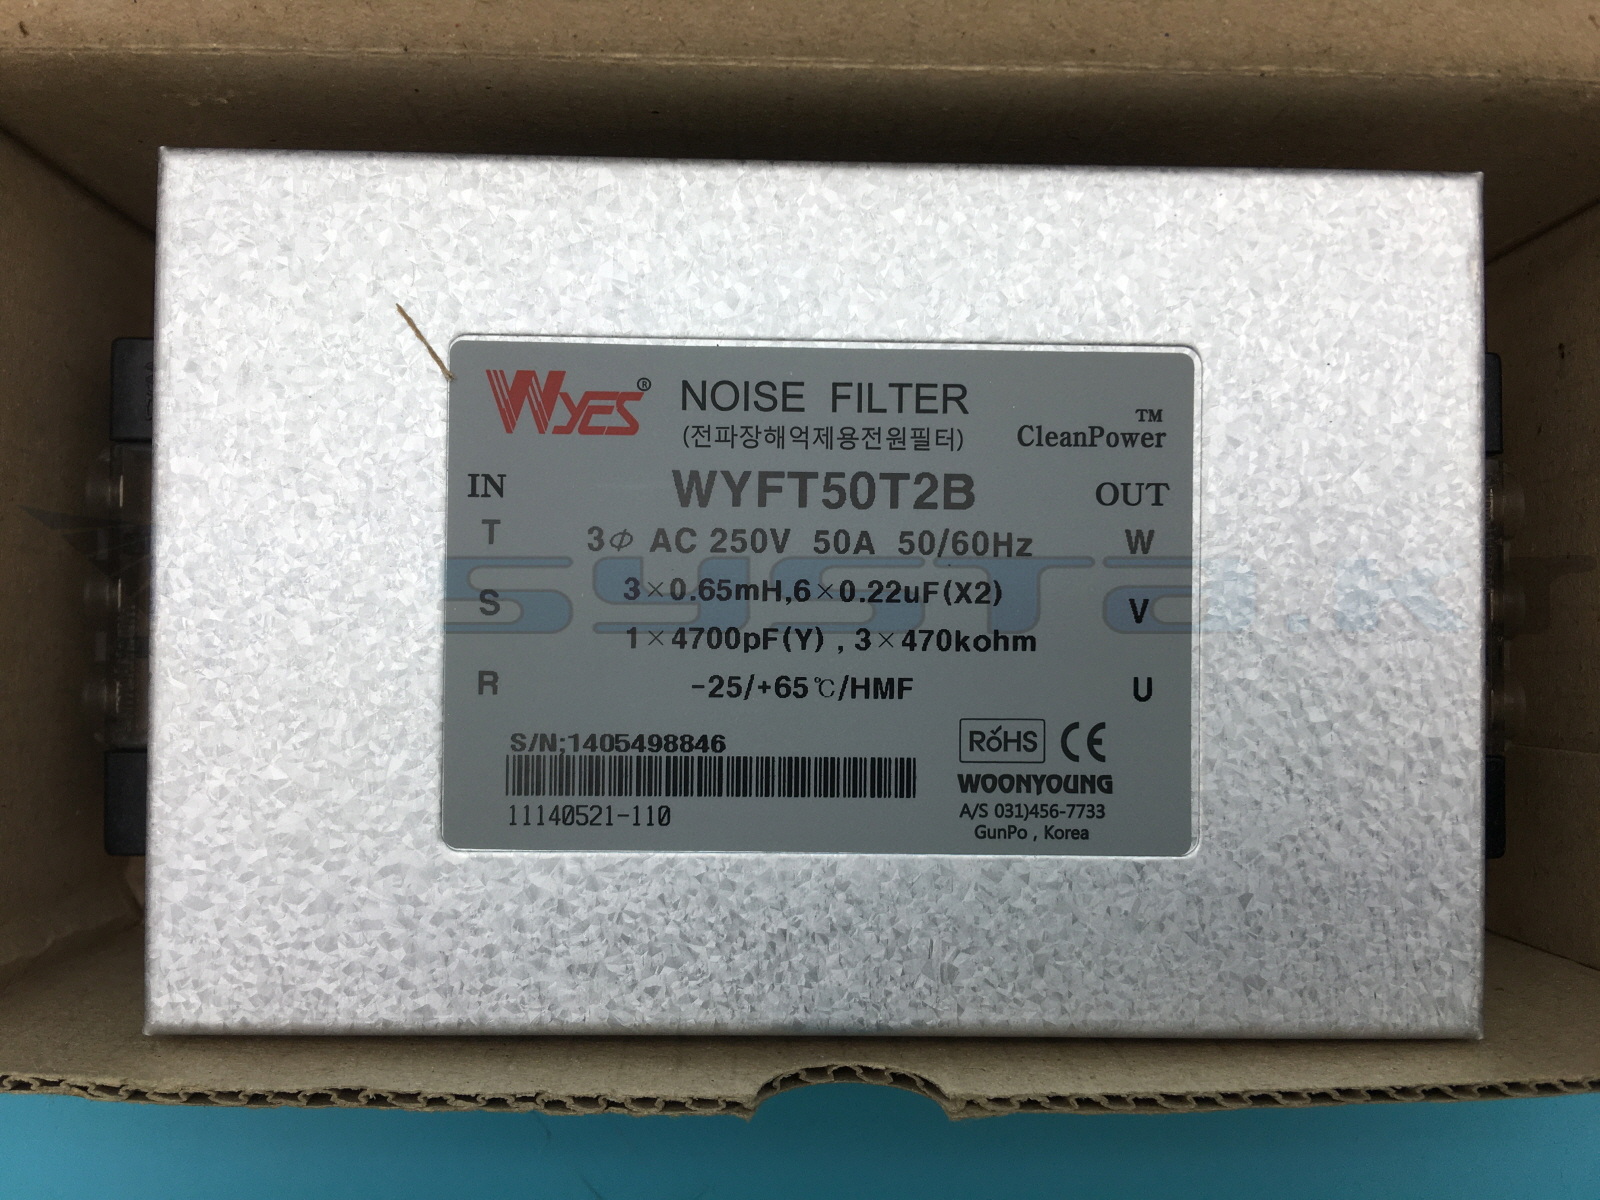 WYES® NOISE FILTER
(전파장해억제용전원필터)
CleanPower™
IN WYFT50T2B OUT
T 3Φ AC 250V 50A 50/60Hz W
S 3×0.65mH,6×0.22uF(X2) V
1×4700pF(Y) , 3×470kohm
R -25/+65℃/HMF U
S/N;1405498846
11140521-110
RoHS CE
WOONYOUNG
A/S 031)456-7733
GunPo , Korea